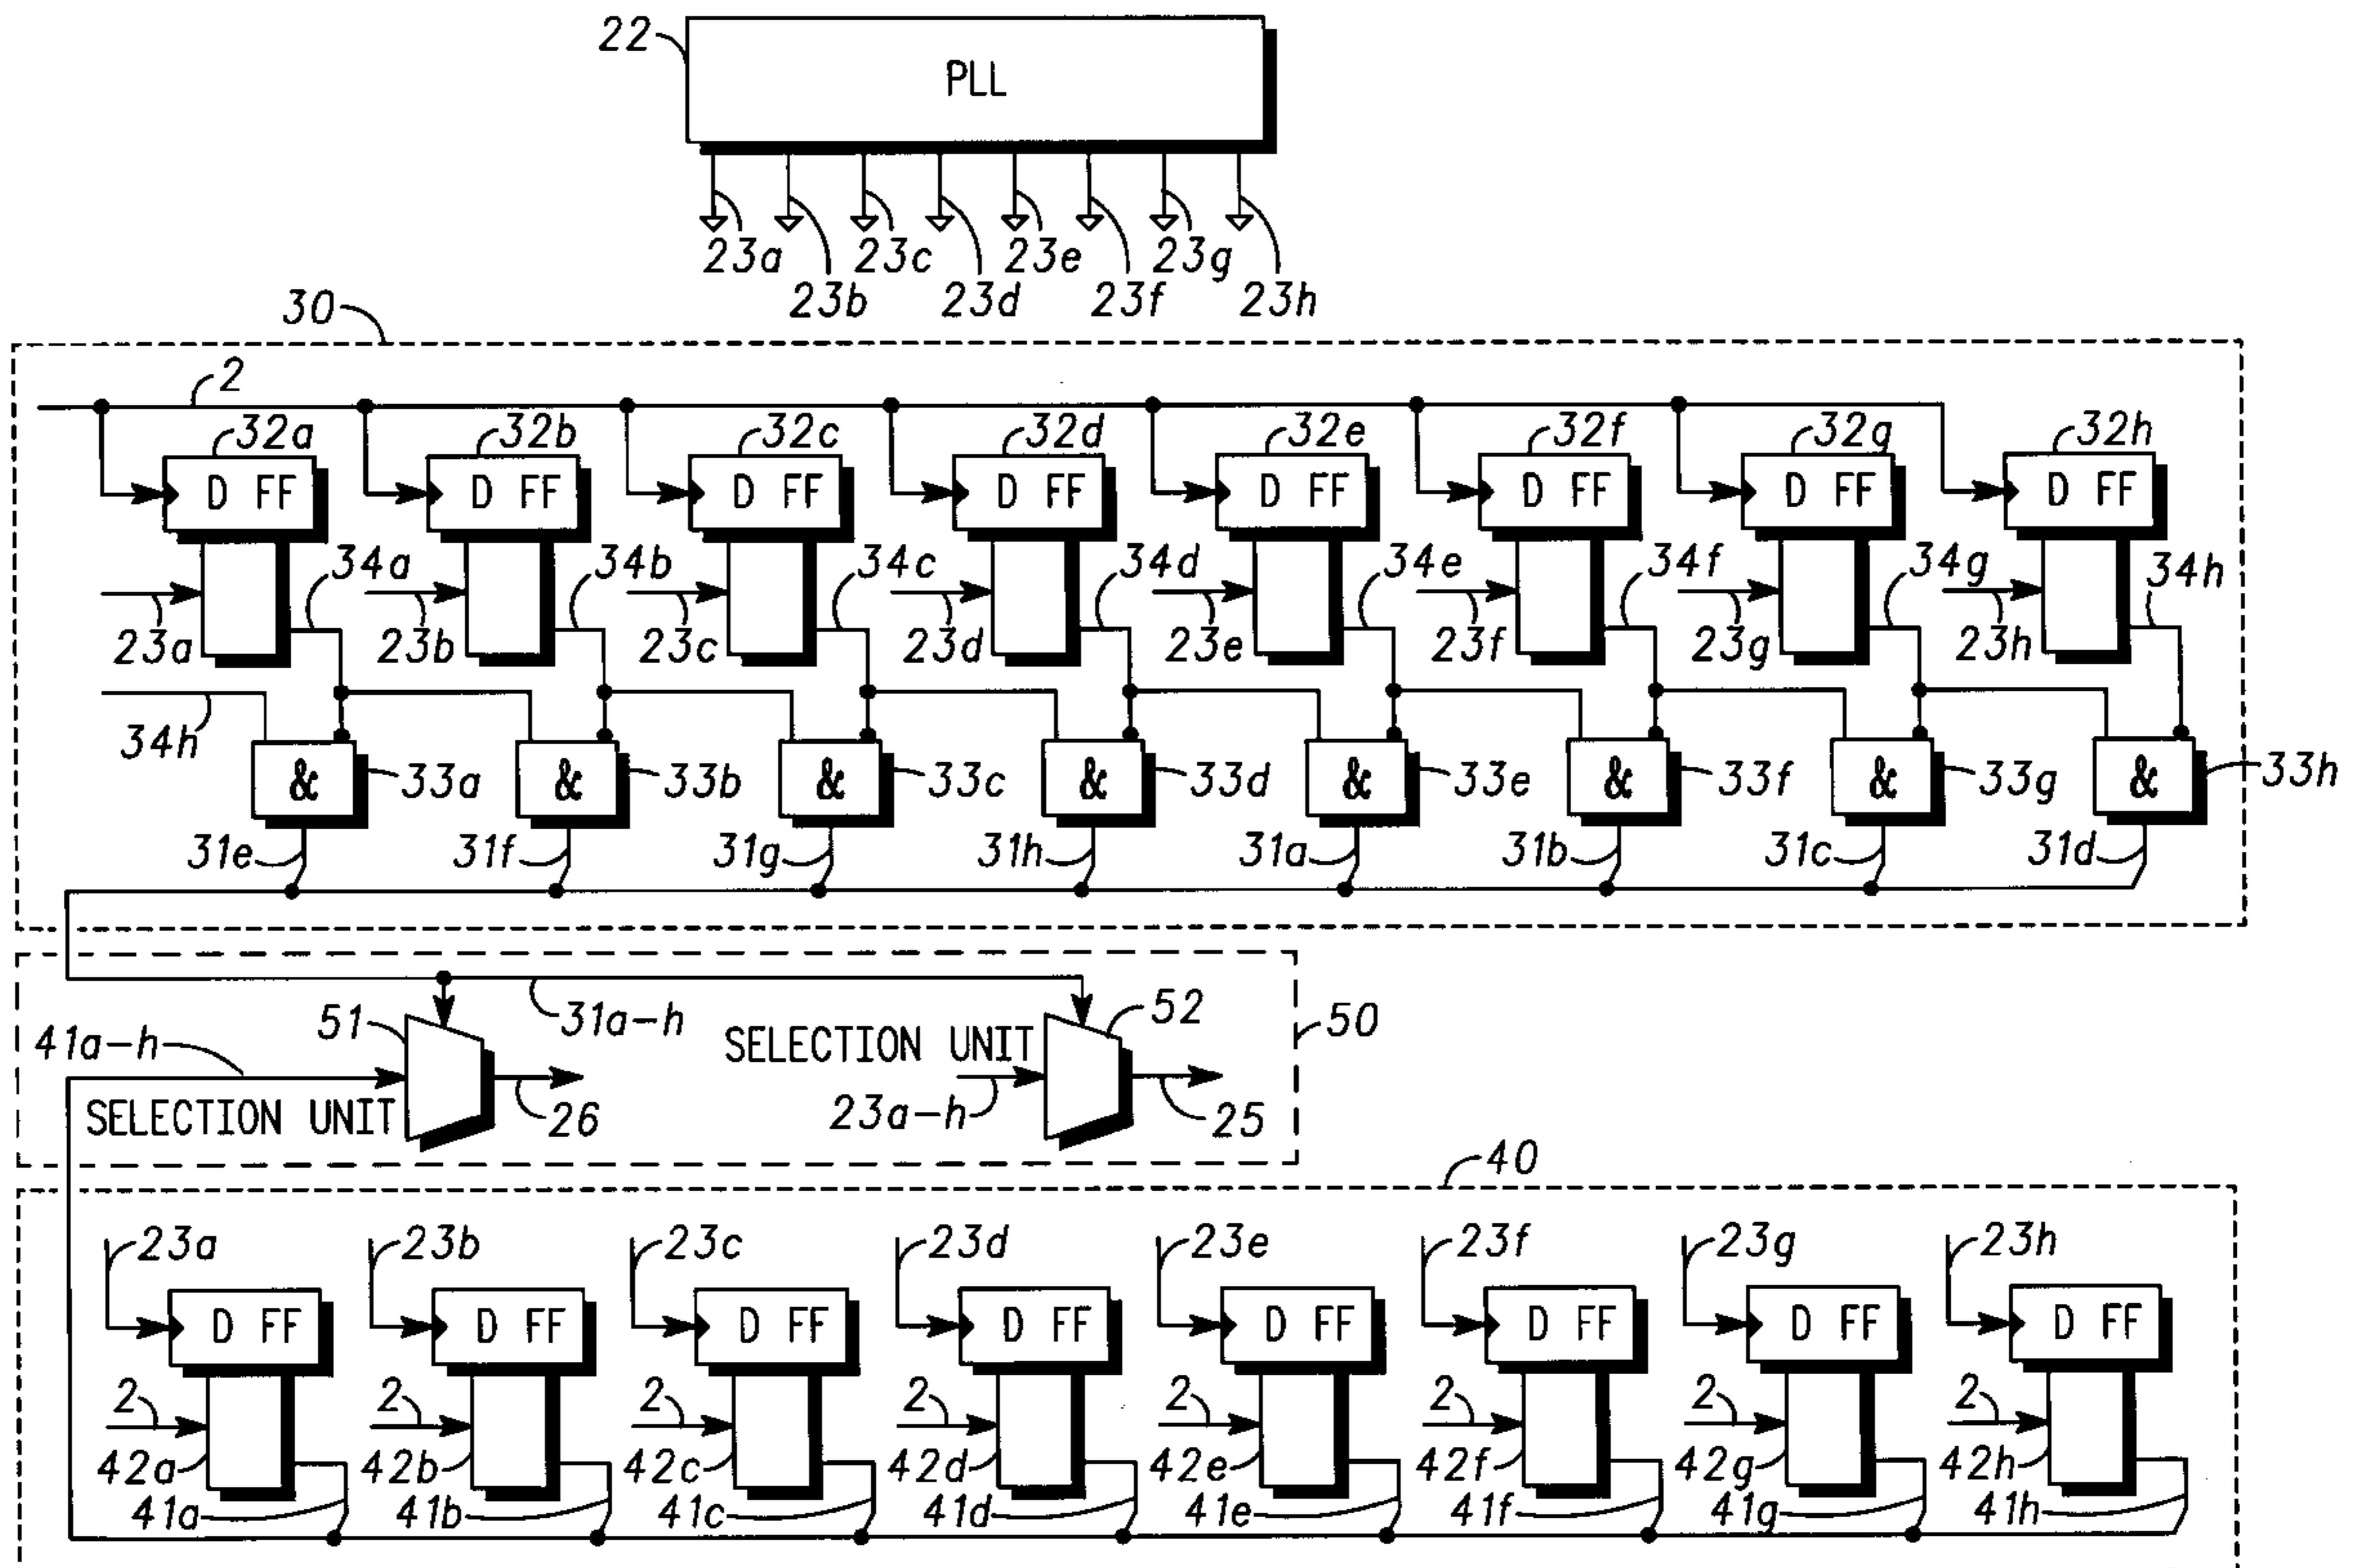 22
PLL
23a 23c 23e 23g
23b 23d 23f 23h
30
2
32a 32b 32c 32d 32e 32f 32g 32h
D FF D FF D FF D FF D FF D FF D FF D FF
34a 34b 34c 34d 34e 34f 34g 34h
23a 23b 23c 23d 23e 23f 23g 23h
34h
& & & & & & & &
33a 33b 33c 33d 33e 33f 33g 33h
31e 31f 31g 31h 31a 31b 31c 31d
51 31a-h 52 50
41a-h SELECTION UNIT
SELECTION UNIT 26 23a-h 25
40
23a 23b 23c 23d 23e 23f 23g 23h
D FF D FF D FF D FF D FF D FF D FF D FF
2 2 2 2 2 2 2 2
42a 42b 42c 42d 42e 42f 42g 42h
41a 41b 41c 41d 41e 41f 41g 41h